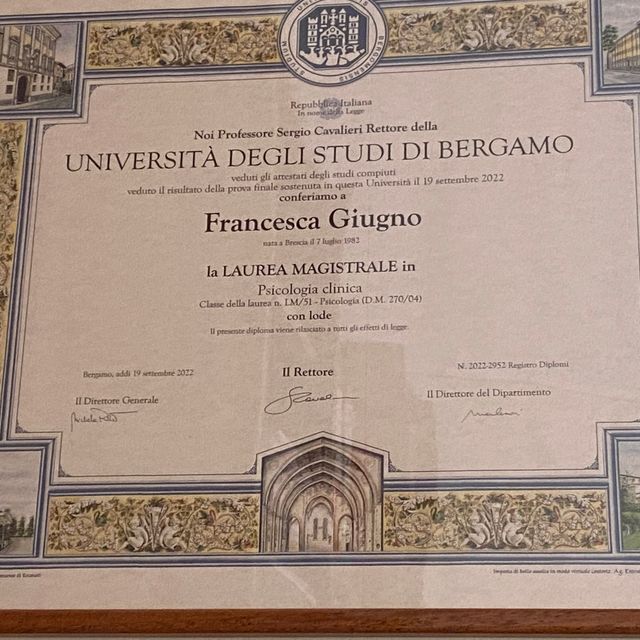 Repubblica Italiana
In nome della Legge
Noi Professore Sergio Cavalieri Rettore della
UNIVERSITÀ DEGLI STUDI DI BERGAMO
veduti gli attestati degli studi compiuti
veduto il risultato della prova finale sostenuta in questa Università il 19 settembre 2022
conferiamo a
Francesca Giugno
nata a Brescia il 7 luglio 1982
la LAUREA MAGISTRALE in
Psicologia clinica
Classe della laurea n. LM/51 - Psicologia (D.M. 270/04)
con lode
Il presente diploma viene rilasciato a tutti gli effetti di legge.
Bergamo, addì 19 settembre 2022
Il Rettore
N. 2022-2952 Registro Diplomi
Il Direttore Generale
Il Direttore del Dipartimento